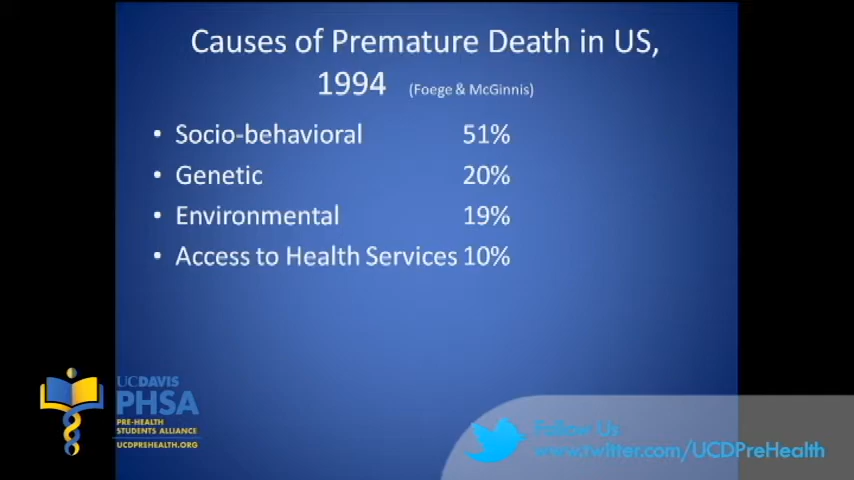 Causes of Premature Death in US,
1994 (Foege & McGinnis)
• Socio-behavioral 51%
• Genetic 20%
• Environmental 19%
• Access to Health Services 10%
UCDAVIS
PHSA
PRE-HEALTH
STUDENTS ALLIANCE
UCDPREHEALTH.ORG
Follow Us
www.twitter.com/UCDPreHealth